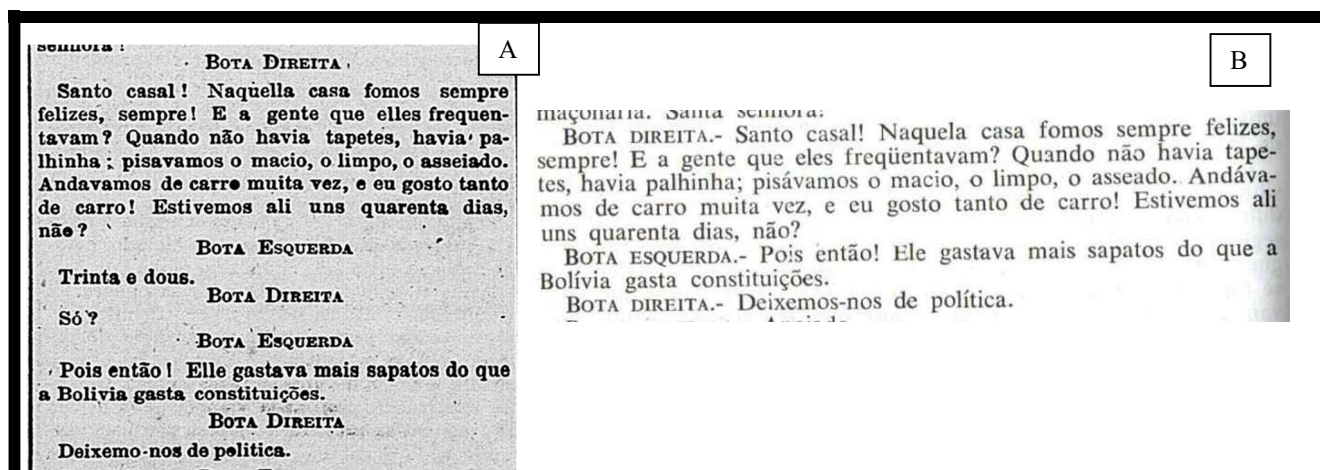 A
senhora!
BOTA DIREITA
Santo casal! Naquella casa fomos sempre
felizes, sempre! E a gente que elles frequen-
tavam? Quando não havia tapetes, havia pa-
lhinha; pisavamos o macio, o limpo, o asseiado.
Andavamos de carro muita vez, e eu gosto tanto
de carro! Estivemos ali uns quarenta dias,
não?
BOTA ESQUERDA
Trinta e dous.
BOTA DIREITA
Só?
BOTA ESQUERDA
Pois então! Elle gastava mais sapatos do que
a Bolivia gasta constituições.
BOTA DIREITA
Deixemo-nos de politica.
B
maçonaria. Santa senhora!
BOTA DIREITA.- Santo casal! Naquela casa fomos sempre felizes,
sempre! E a gente que eles freqüentavam? Quando não havia tape-
tes, havia palhinha; pisávamos o macio, o limpo, o asseado. Andáva-
mos de carro muita vez, e eu gosto tanto de carro! Estivemos ali
uns quarenta dias, não?
BOTA ESQUERDA.- Pois então! Ele gastava mais sapatos do que a
Bolívia gasta constituições.
BOTA DIREITA.- Deixemos-nos de política.